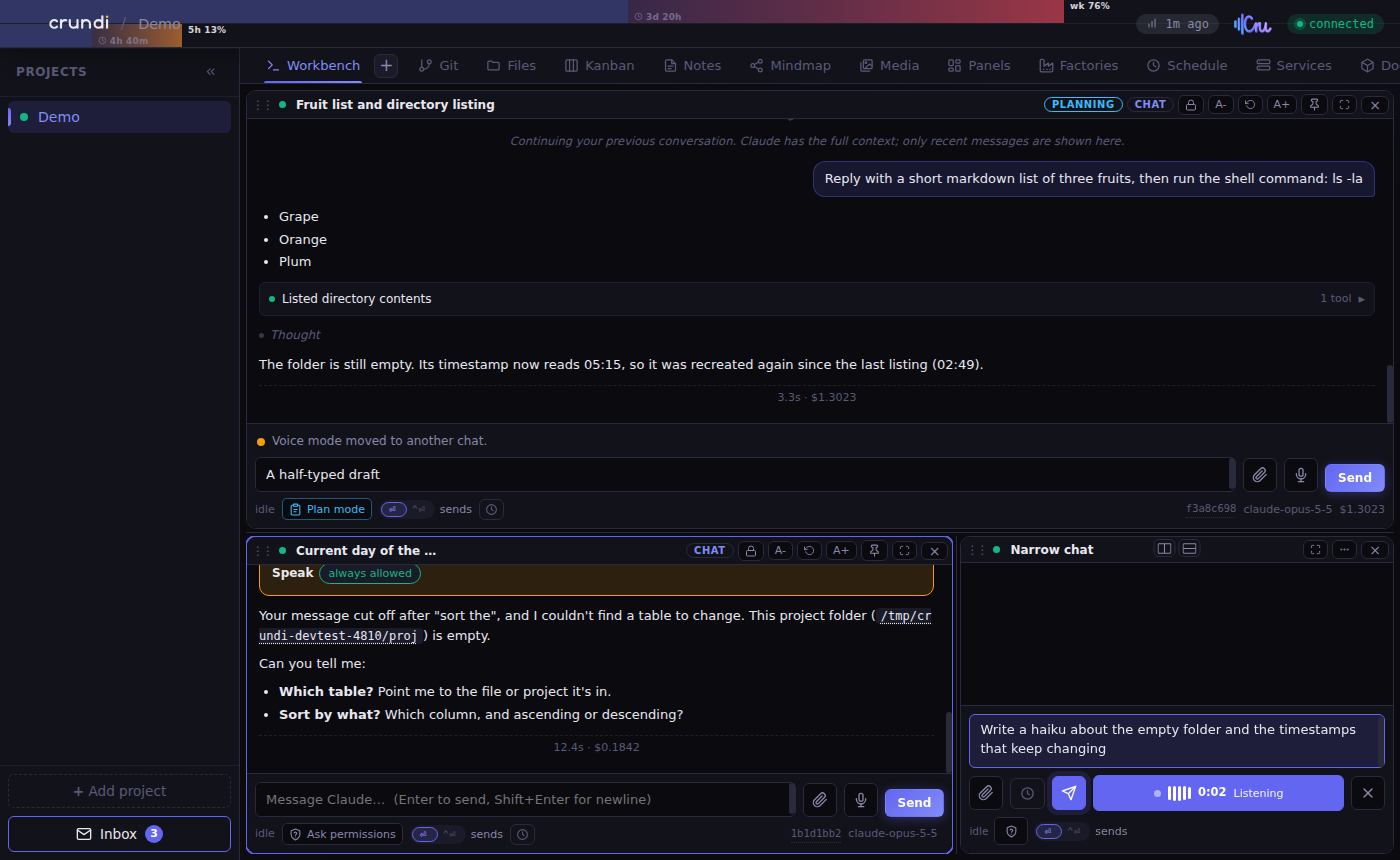 crundi / Demo
3d 20h
wk 76%
4h 40m
5h 13%
1m ago
Cru
connected
PROJECTS «
Demo
+ Add project
Inbox 3
Workbench
+
Git
Files
Kanban
Notes
Mindmap
Media
Panels
Factories
Schedule
Services
Do
Fruit list and directory listing
PLANNING CHAT A- A+ ×
Continuing your previous conversation. Claude has the full context; only recent messages are shown here.
Reply with a short markdown list of three fruits, then run the shell command: ls -la
• Grape
• Orange
• Plum
Listed directory contents 1 tool ▸
Thought
The folder is still empty. Its timestamp now reads 05:15, so it was recreated again since the last listing (02:49).
3.3s · $1.3023
Voice mode moved to another chat.
A half-typed draft
Send
idle Plan mode ⏎ ^⏎ sends
f3a8c698 claude-opus-5-5 $1.3023
Current day of the …
CHAT A- A+ ×
Speak always allowed
Your message cut off after "sort the", and I couldn't find a table to change. This project folder (/tmp/cr
undi-devtest-4810/proj) is empty.
Can you tell me:
• Which table? Point me to the file or project it's in.
• Sort by what? Which column, and ascending or descending?
12.4s · $0.1842
Message Claude… (Enter to send, Shift+Enter for newline)
Send
idle Ask permissions ⏎ ^⏎ sends
1b1d1bb2 claude-opus-5-5
Narrow chat
··· ×
Write a haiku about the empty folder and the timestamps
that keep changing
0:02 Listening
×
idle ⏎ ^⏎ sends